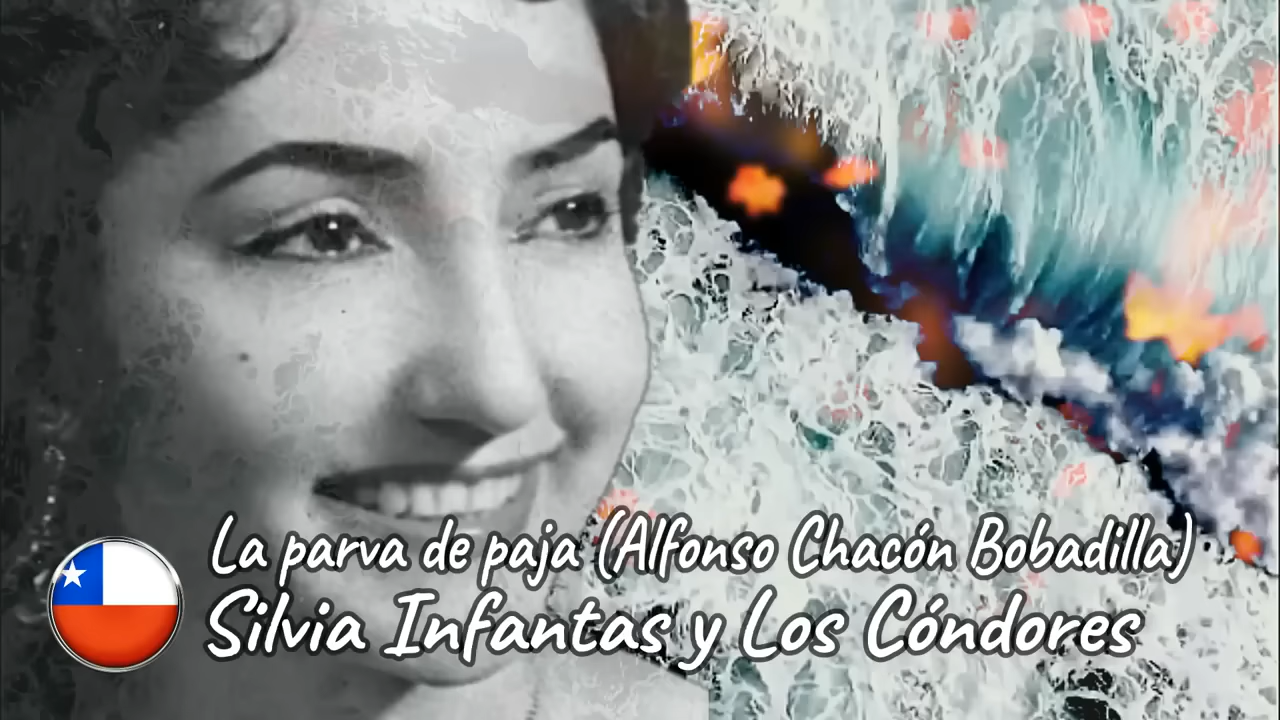 La parva de paja (Alfonso Chacón Bobadilla)
Silvia Infantas y Los Cóndores